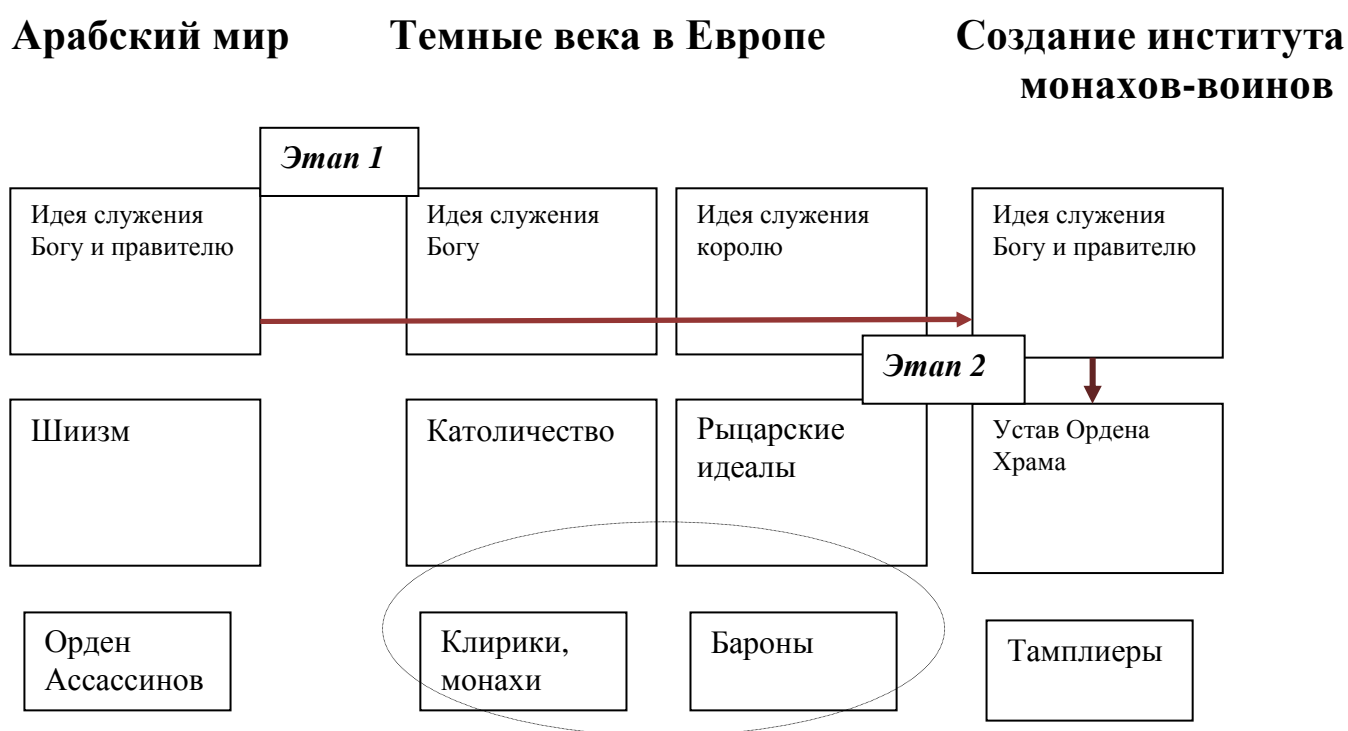 Арабский мир
Темные века в Европе
Создание института
монахов-воинов
Этап 1
Идея служения
Богу и правителю
Идея служения
Богу
Идея служения
королю
Идея служения
Богу и правителю
Этап 2
Шиизм
Католичество
Рыцарские
идеалы
Устав Ордена
Храма
Орден
Ассассинов
Клирики,
монахи
Бароны
Тамплиеры